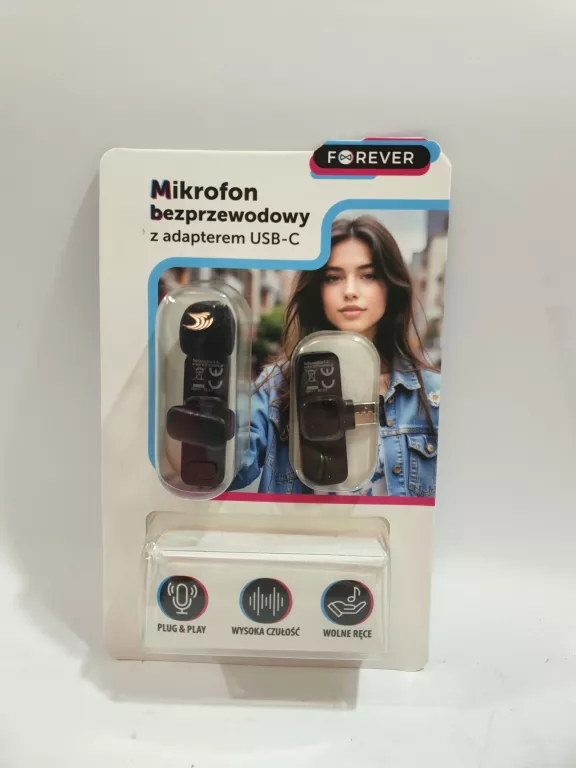 FOREVER
Mikrofon
bezprzewodowy
z adapterem USB-C
PLUG & PLAY
WYSOKA CZUŁOŚĆ
WOLNE RĘCE